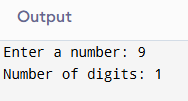 Output
Enter a number: 9
Number of digits: 1